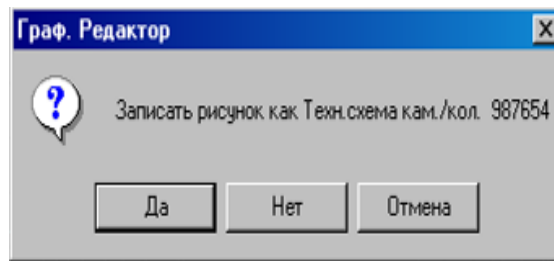 Граф. Редактор
Записать рисунок как Техн.схема кам./кол. 987654
Да Нет Отмена